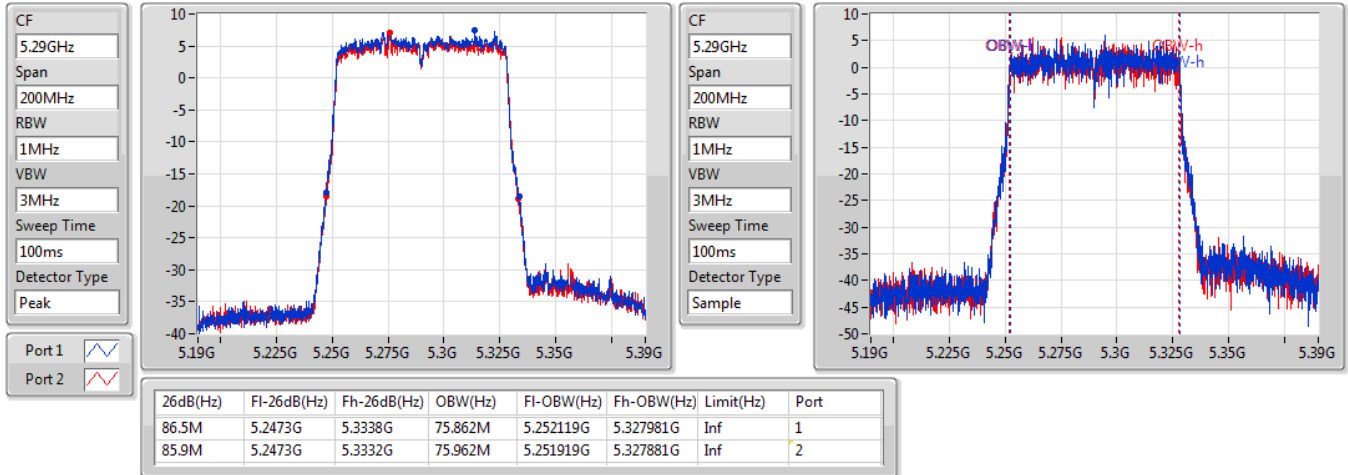 CF
5.29GHz
Span
200MHz
RBW
1MHz
VBW
3MHz
Sweep Time
100ms
Detector Type
Peak
Port 1
Port 2
10
5
0
-5
-10
-15
-20
-25
-30
-35
-40
5.19G 5.225G 5.25G 5.275G 5.3G 5.325G 5.35G 5.39G
CF
5.29GHz
Span
200MHz
RBW
1MHz
VBW
3MHz
Sweep Time
100ms
Detector Type
Sample
10
5
0
-5
-10
-15
-20
-25
-30
-35
-40
-45
-50
OBW-l OBW-h
W-h
5.19G 5.225G 5.25G 5.275G 5.3G 5.325G 5.35G 5.39G
26dB(Hz) Fl-26dB(Hz) Fh-26dB(Hz) OBW(Hz) Fl-OBW(Hz) Fh-OBW(Hz) Limit(Hz) Port
86.5M 5.2473G 5.3338G 75.862M 5.252119G 5.327981G Inf 1
85.9M 5.2473G 5.3332G 75.962M 5.251919G 5.327881G Inf 2